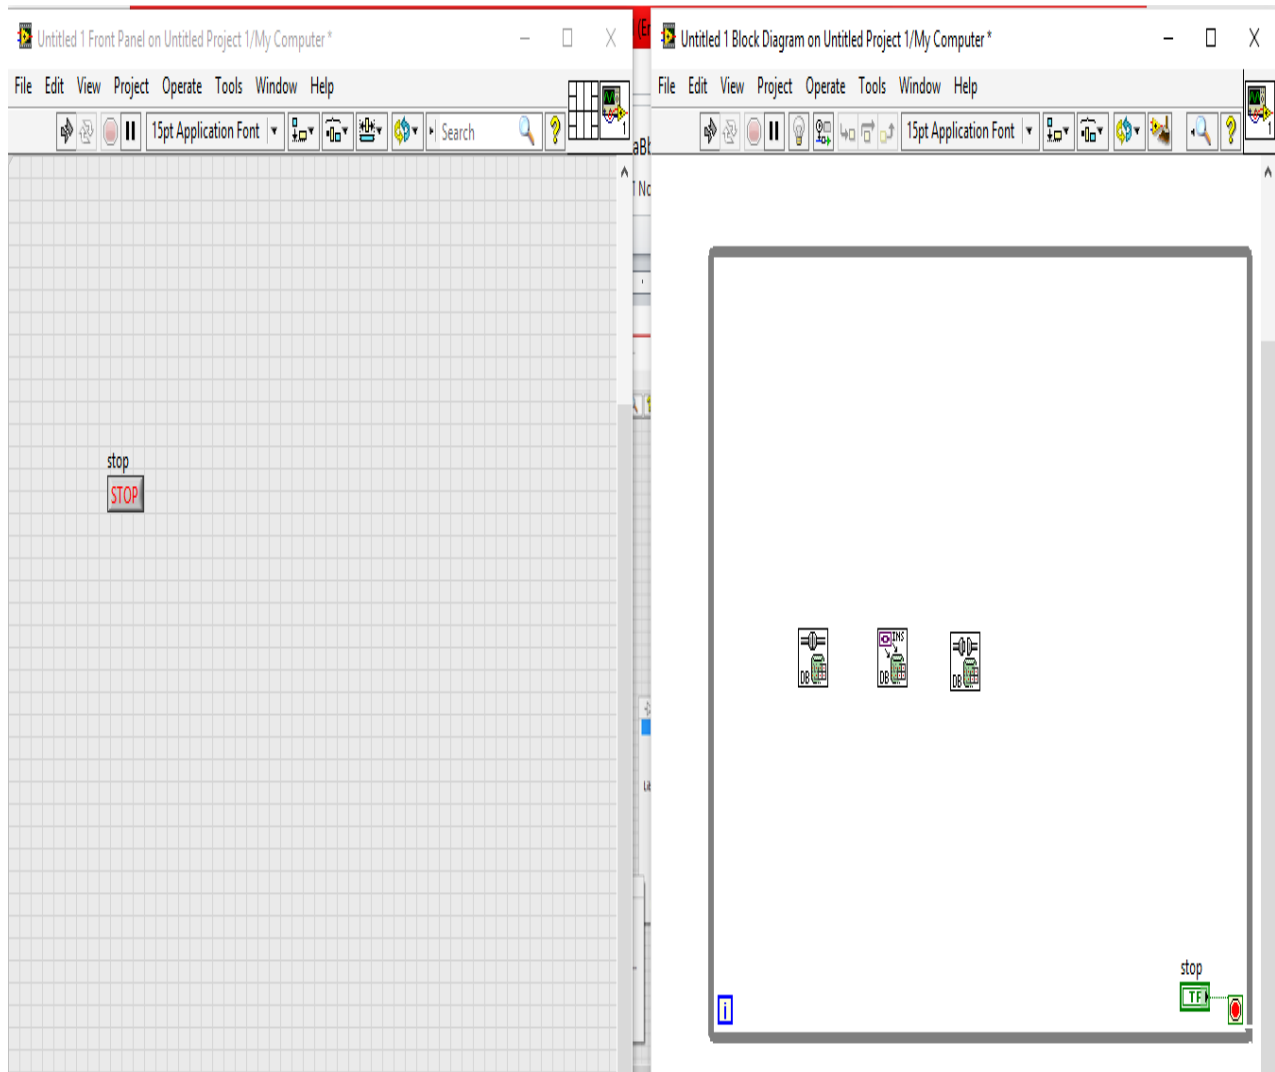 Untitled 1 Front Panel on Untitled Project 1/My Computer *
File Edit View Project Operate Tools Window Help
15pt Application Font
Search
stop
STOP
Untitled 1 Block Diagram on Untitled Project 1/My Computer *
File Edit View Project Operate Tools Window Help
15pt Application Font
DB
INS
DB
DB
stop
TF
i